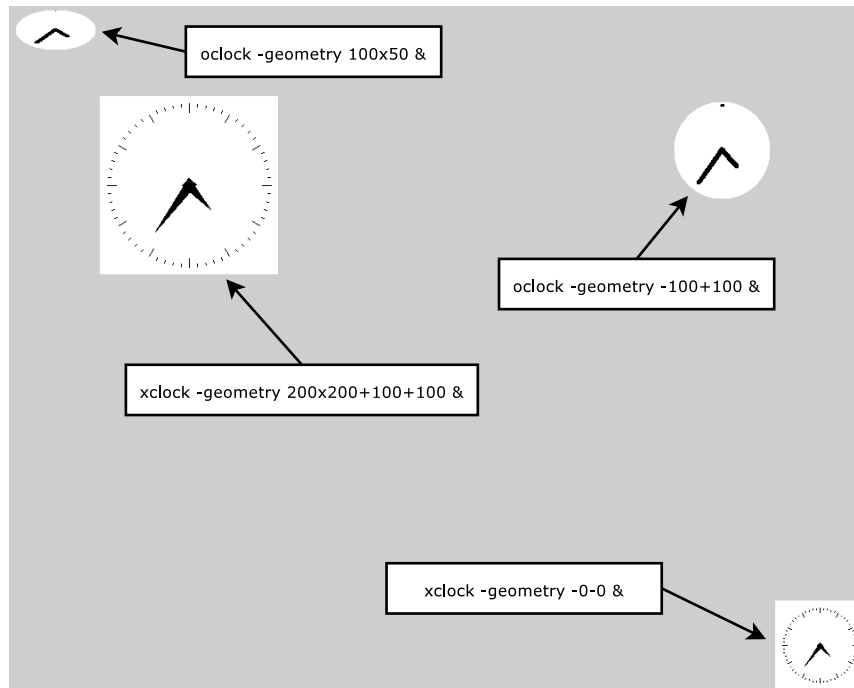 oclock -geometry 100x50 &
oclock -geometry -100+100 &
xclock -geometry 200x200+100+100 &
xclock -geometry -0-0 &